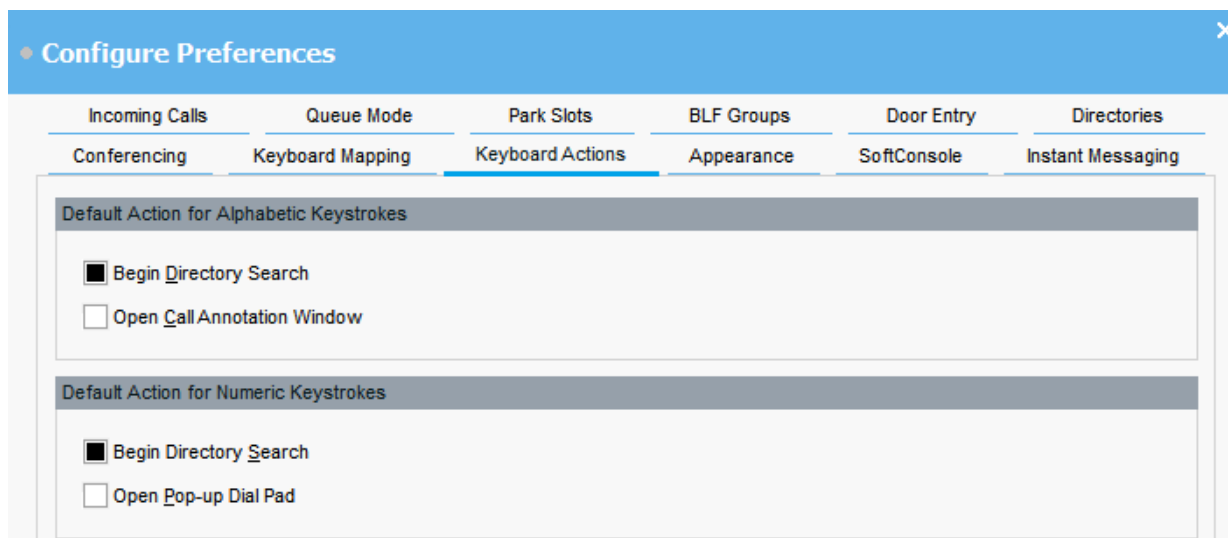 Configure Preferences
Incoming Calls Queue Mode Park Slots BLF Groups Door Entry Directories
Conferencing Keyboard Mapping Keyboard Actions Appearance SoftConsole Instant Messaging
Default Action for Alphabetic Keystrokes
Begin Directory Search
Open Call Annotation Window
Default Action for Numeric Keystrokes
Begin Directory Search
Open Pop-up Dial Pad